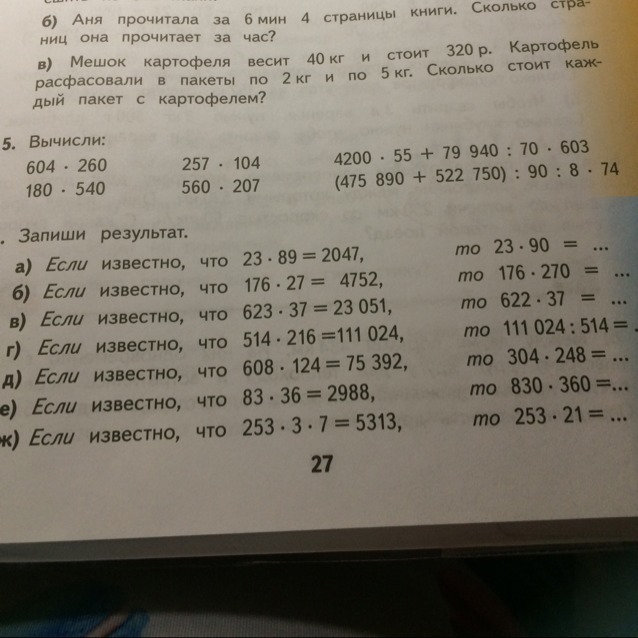 б) Аня прочитала за 6 мин 4 страницы книги. Сколько стра-
ниц она прочитает за час?
в) Мешок картофеля весит 40 кг и стоит 320 р. Картофель
расфасовали в пакеты по 2 кг и по 5 кг. Сколько стоит каж-
дый пакет с картофелем?
5. Вычисли:
604 · 260 257 · 104 4200 · 55 + 79 940 : 70 · 603
180 · 540 560 · 207 (475 890 + 522 750) : 90 : 8 · 74
. Запиши результат.
а) Если известно, что 23 · 89 = 2047, то 23 · 90 = ...
б) Если известно, что 176 · 27 = 4752, то 176 · 270 = ...
в) Если известно, что 623 · 37 = 23 051, то 622 · 37 = ...
г) Если известно, что 514 · 216 =111 024, то 111 024 : 514 = .
д) Если известно, что 608 · 124 = 75 392, то 304 · 248 = ...
е) Если известно, что 83 · 36 = 2988, то 830 · 360 =...
ж) Если известно, что 253 · 3 · 7 = 5313, то 253 · 21 = ...
27